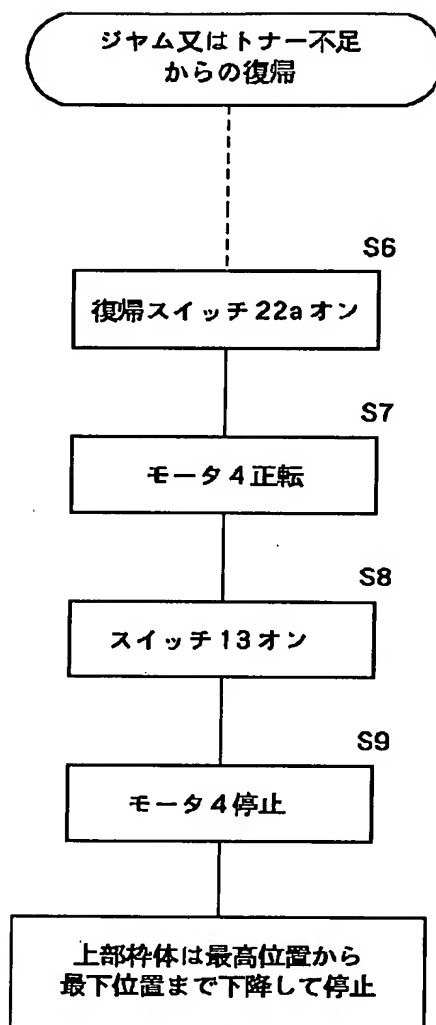 ジヤム又はトナー不足
からの復帰
S6
復帰スイッチ22aオン
S7
モータ4正転
S8
スイッチ13オン
S9
モータ4停止
上部枠体は最高位置から
最下位置まで下降して停止